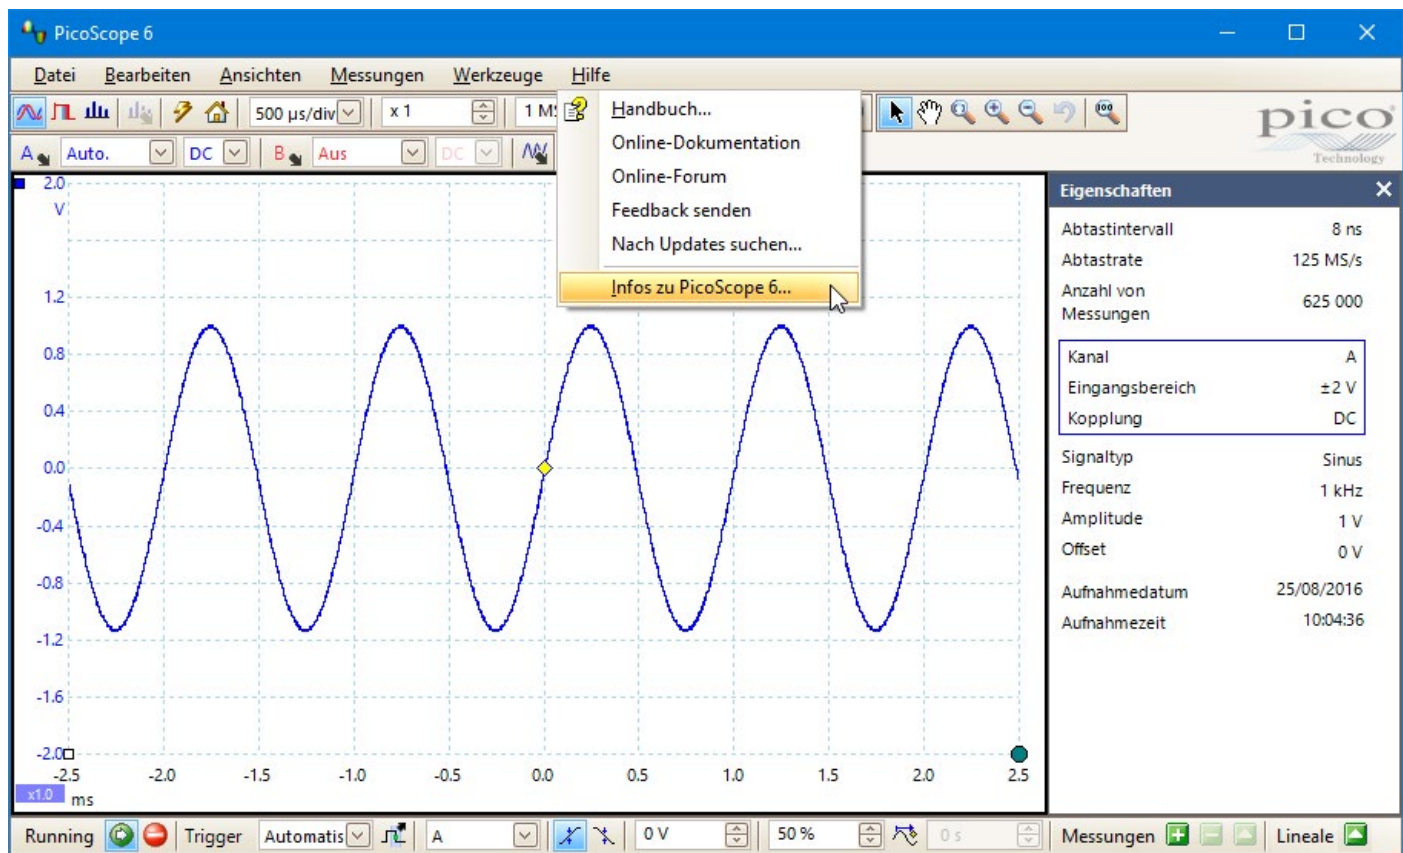 PicoScope 6
Datei Bearbeiten Ansichten Messungen Werkzeuge Hilfe
500 µs/div x 1 1 M
A Auto. DC B Aus DC
pico
Technology
Handbuch...
Online-Dokumentation
Online-Forum
Feedback senden
Nach Updates suchen...
Infos zu PicoScope 6...
2.0
V
1.2
0.8
0.4
0.0
-0.4
-0.8
-1.2
-1.6
-2.0
-2.5 -2.0 -1.5 -1.0 -0.5 0.0 0.5 1.0 1.5 2.0 2.5
x1.0 ms
Eigenschaften
Abtastintervall 8 ns
Abtastrate 125 MS/s
Anzahl von
Messungen 625 000
Kanal A
Eingangsbereich ±2 V
Kopplung DC
Signaltyp Sinus
Frequenz 1 kHz
Amplitude 1 V
Offset 0 V
Aufnahmedatum 25/08/2016
Aufnahmezeit 10:04:36
Running Trigger Automatis A 0 V 50 % 0 s Messungen Lineale